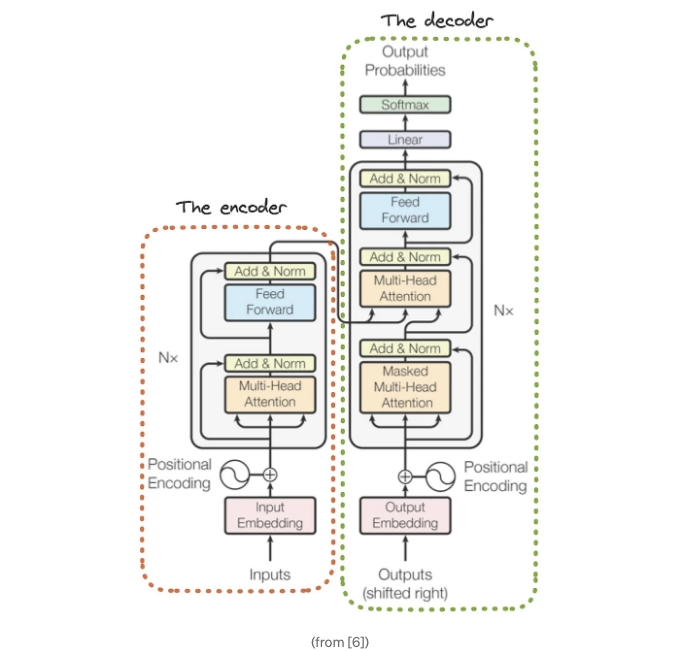 The decoder
Output
Probabilities
Softmax
Linear
Add & Norm
Feed
Forward
Add & Norm
Multi-Head
Attention
Nx
Add & Norm
Masked
Multi-Head
Attention
Positional
Encoding
Output
Embedding
Outputs
(shifted right)
The encoder
Add & Norm
Feed
Forward
Nx
Add & Norm
Multi-Head
Attention
Positional
Encoding
Input
Embedding
Inputs
(from [6])